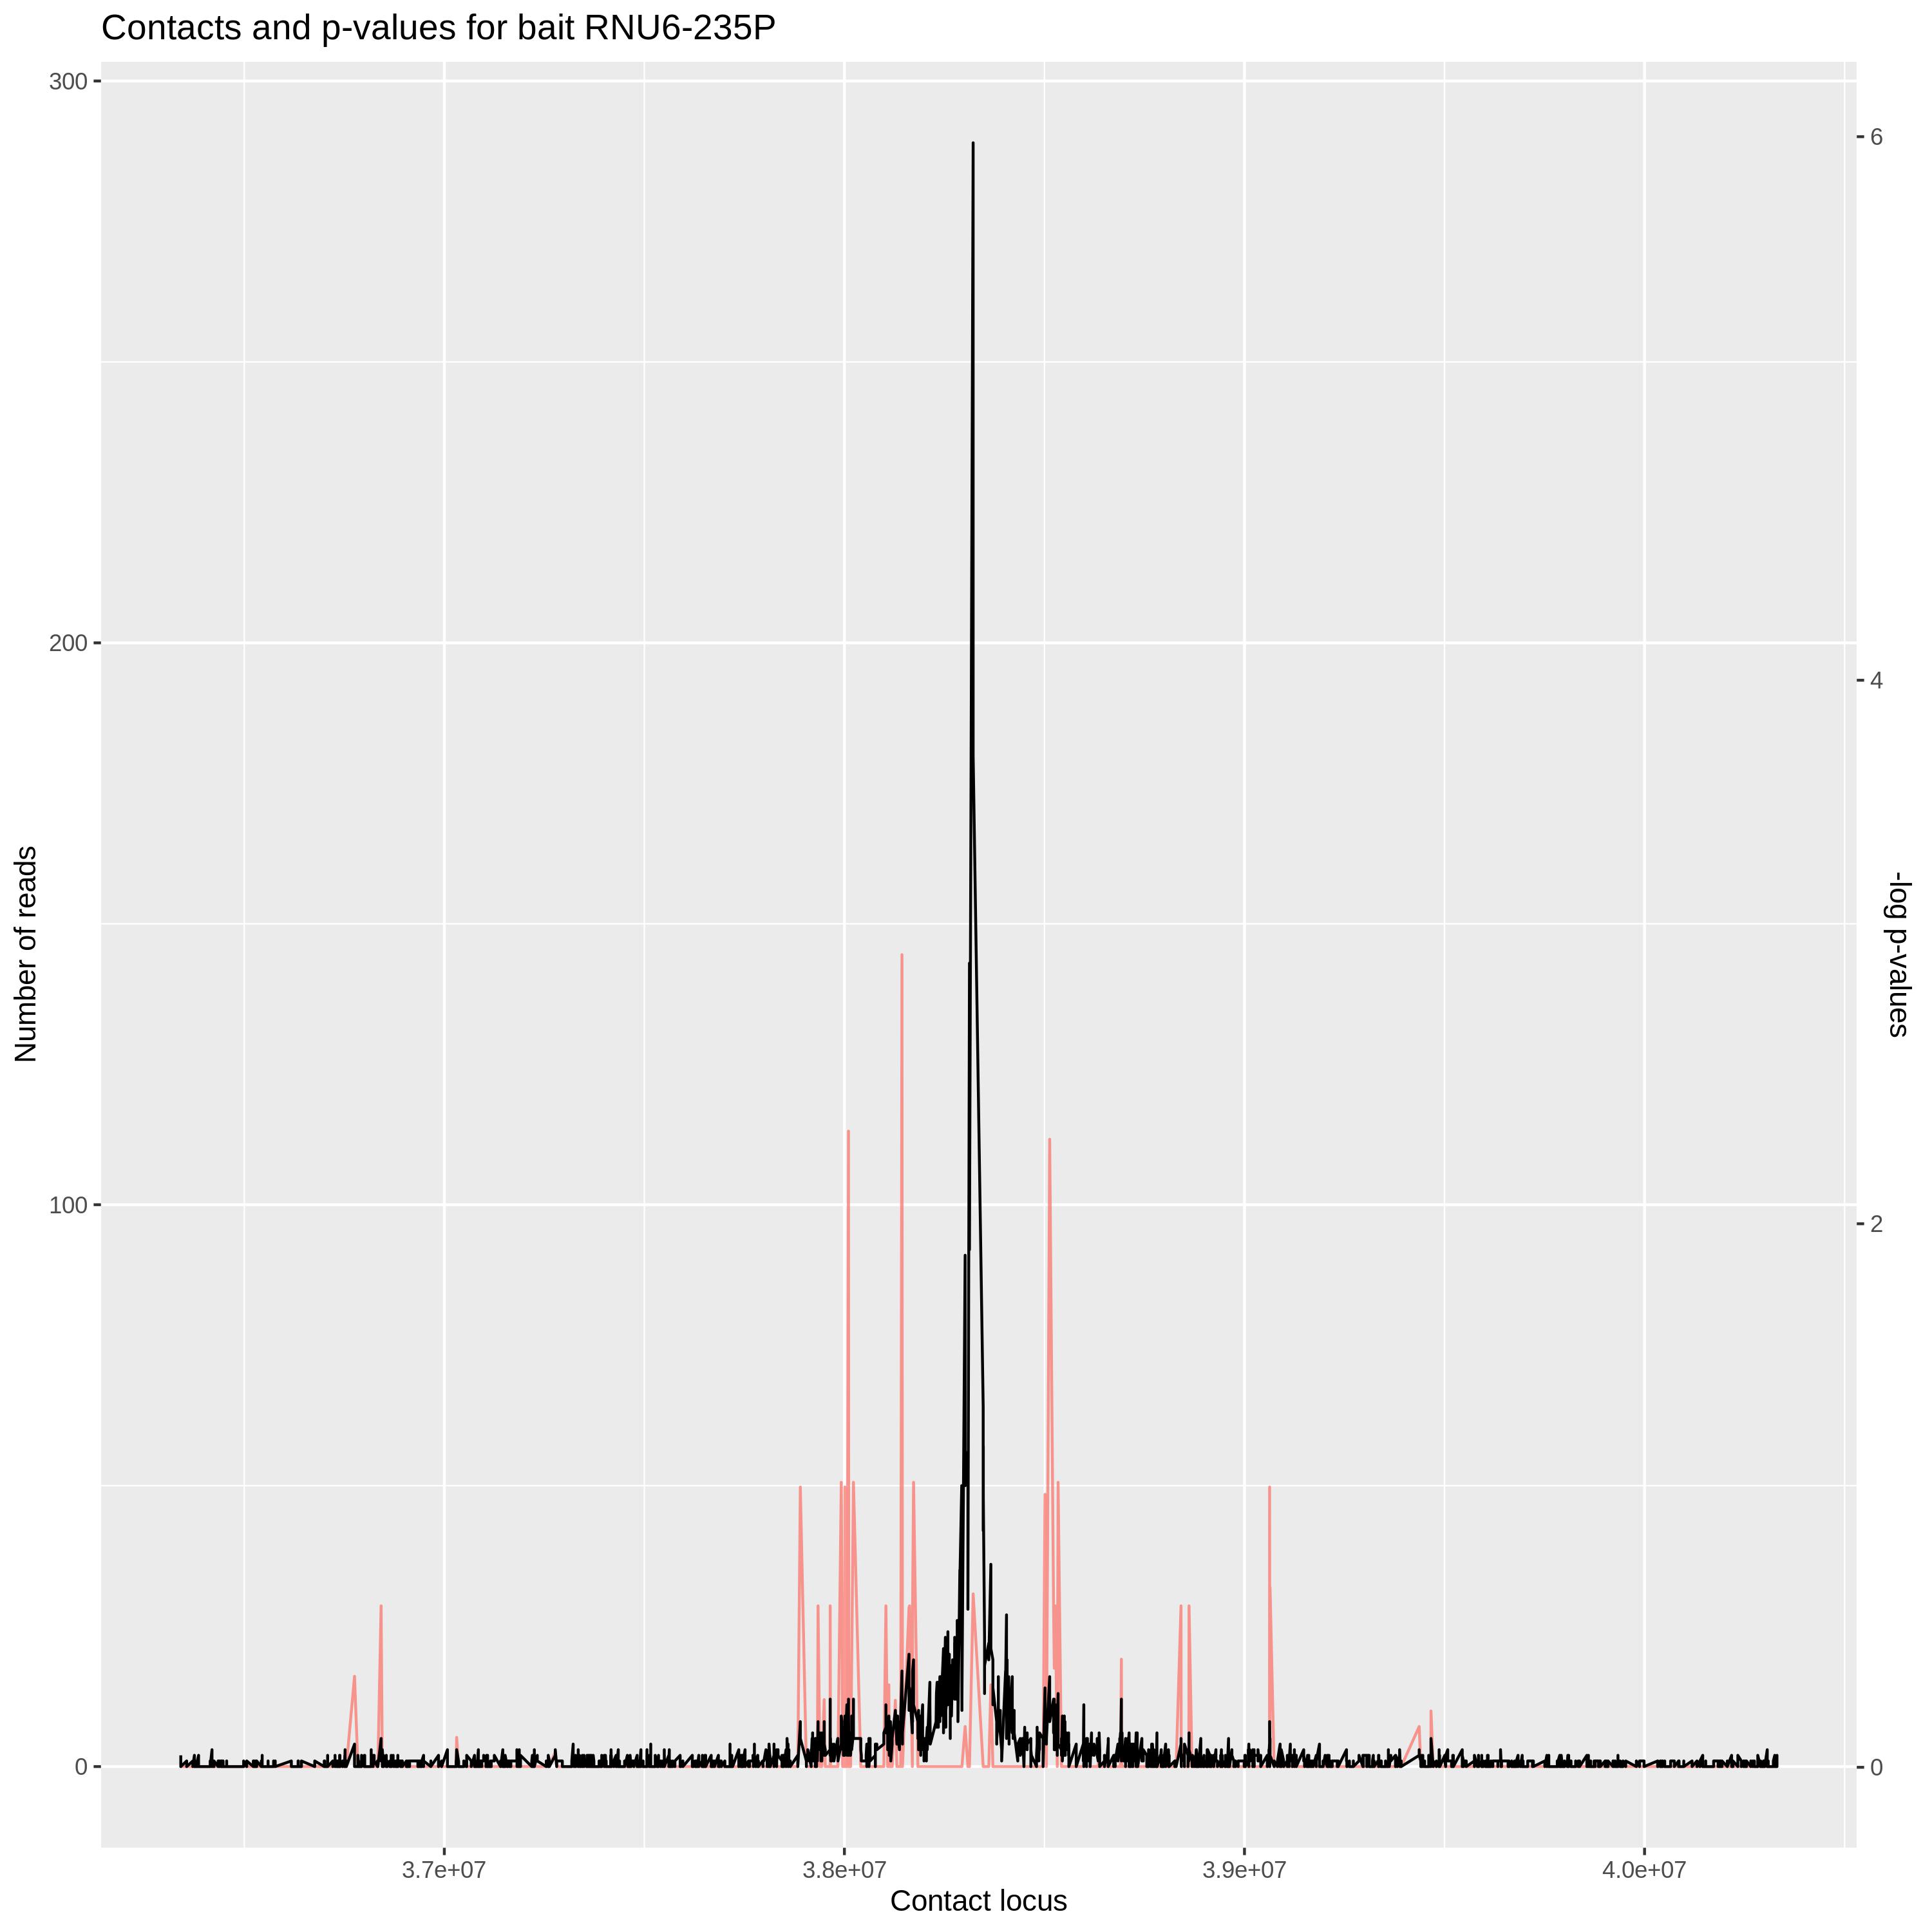 Contacts and p-values for bait RNU6-235P
300
200
100
0
Number of reads
6
4
2
0
-log p-values
3.7e+07
3.8e+07
3.9e+07
4.0e+07
Contact locus